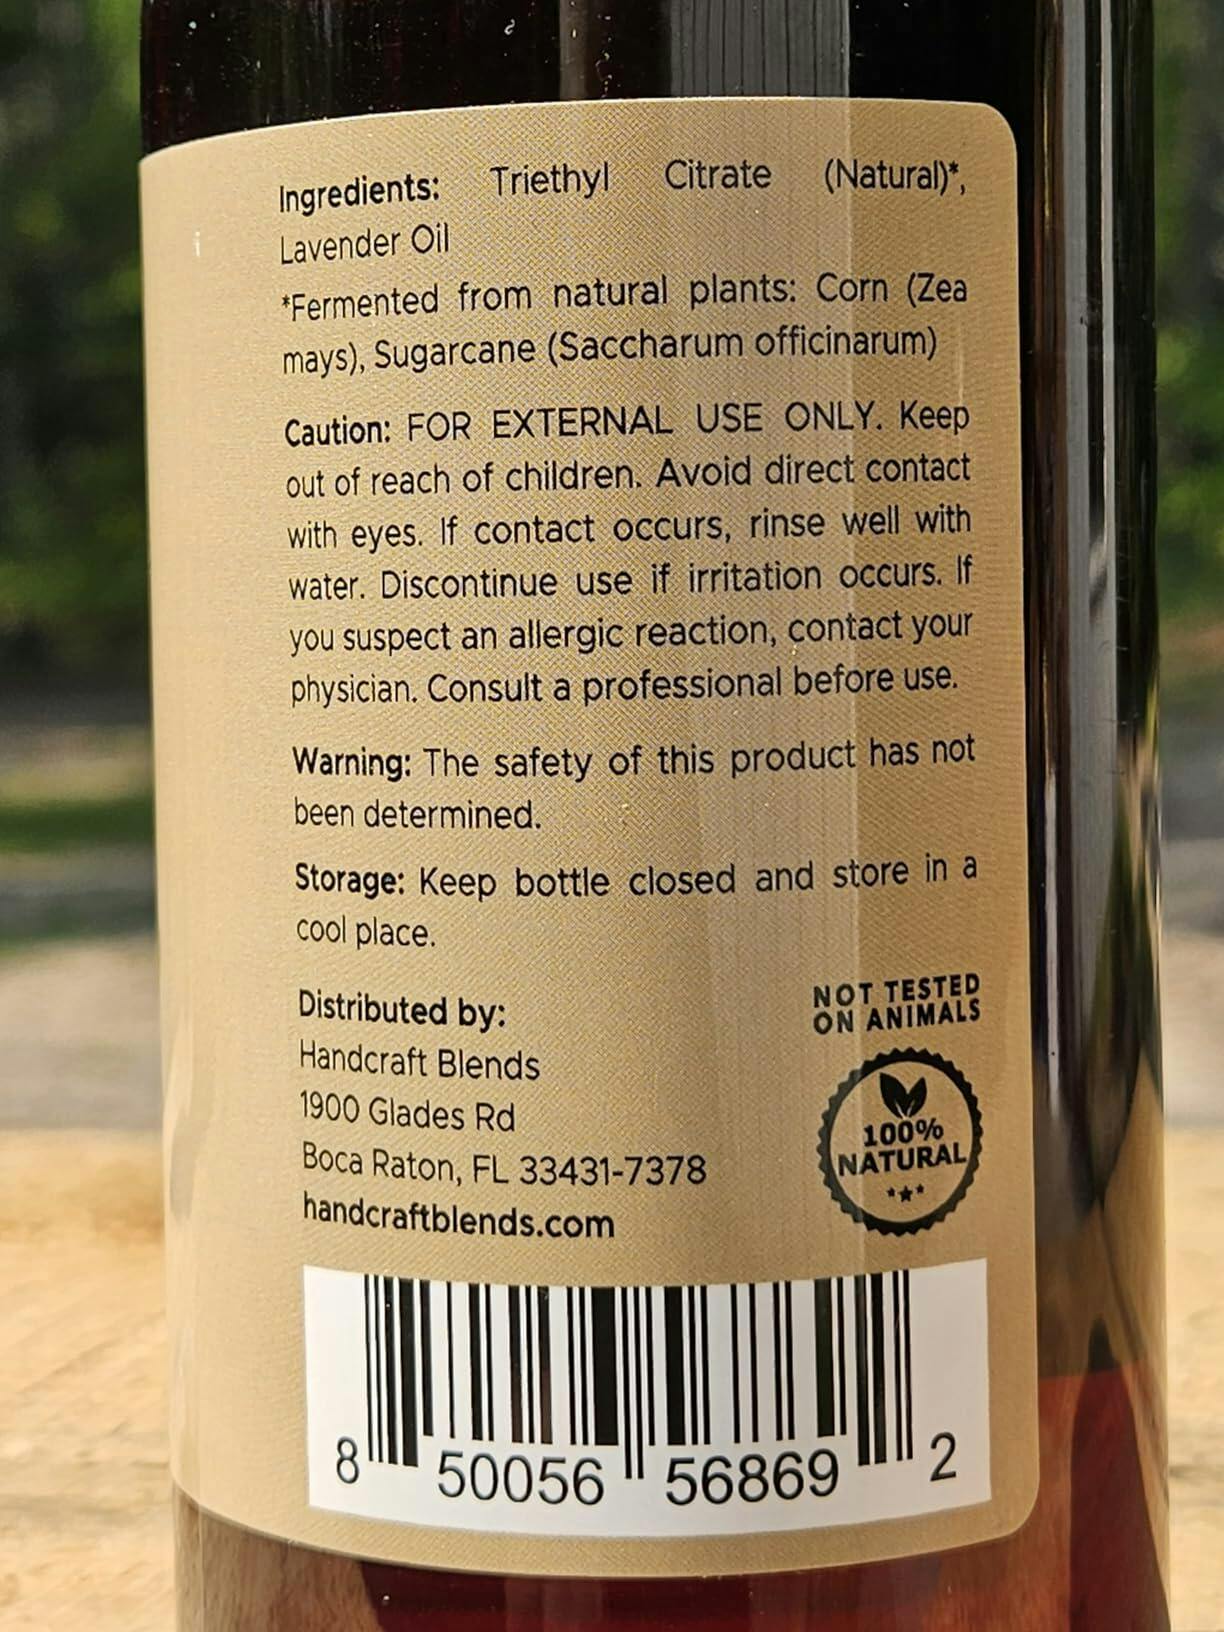 Ingredients: Triethyl Citrate (Natural)*,
Lavender Oil
*Fermented from natural plants: Corn (Zea
mays), Sugarcane (Saccharum officinarum)
Caution: FOR EXTERNAL USE ONLY. Keep
out of reach of children. Avoid direct contact
with eyes. If contact occurs, rinse well with
water. Discontinue use if irritation occurs. If
you suspect an allergic reaction, contact your
physician. Consult a professional before use.
Warning: The safety of this product has not
been determined.
Storage: Keep bottle closed and store in a
cool place.
Distributed by:
Handcraft Blends
1900 Glades Rd
Boca Raton, FL 33431-7378
handcraftblends.com
NOT TESTED
ON ANIMALS
100%
NATURAL
8 50056 56869 2